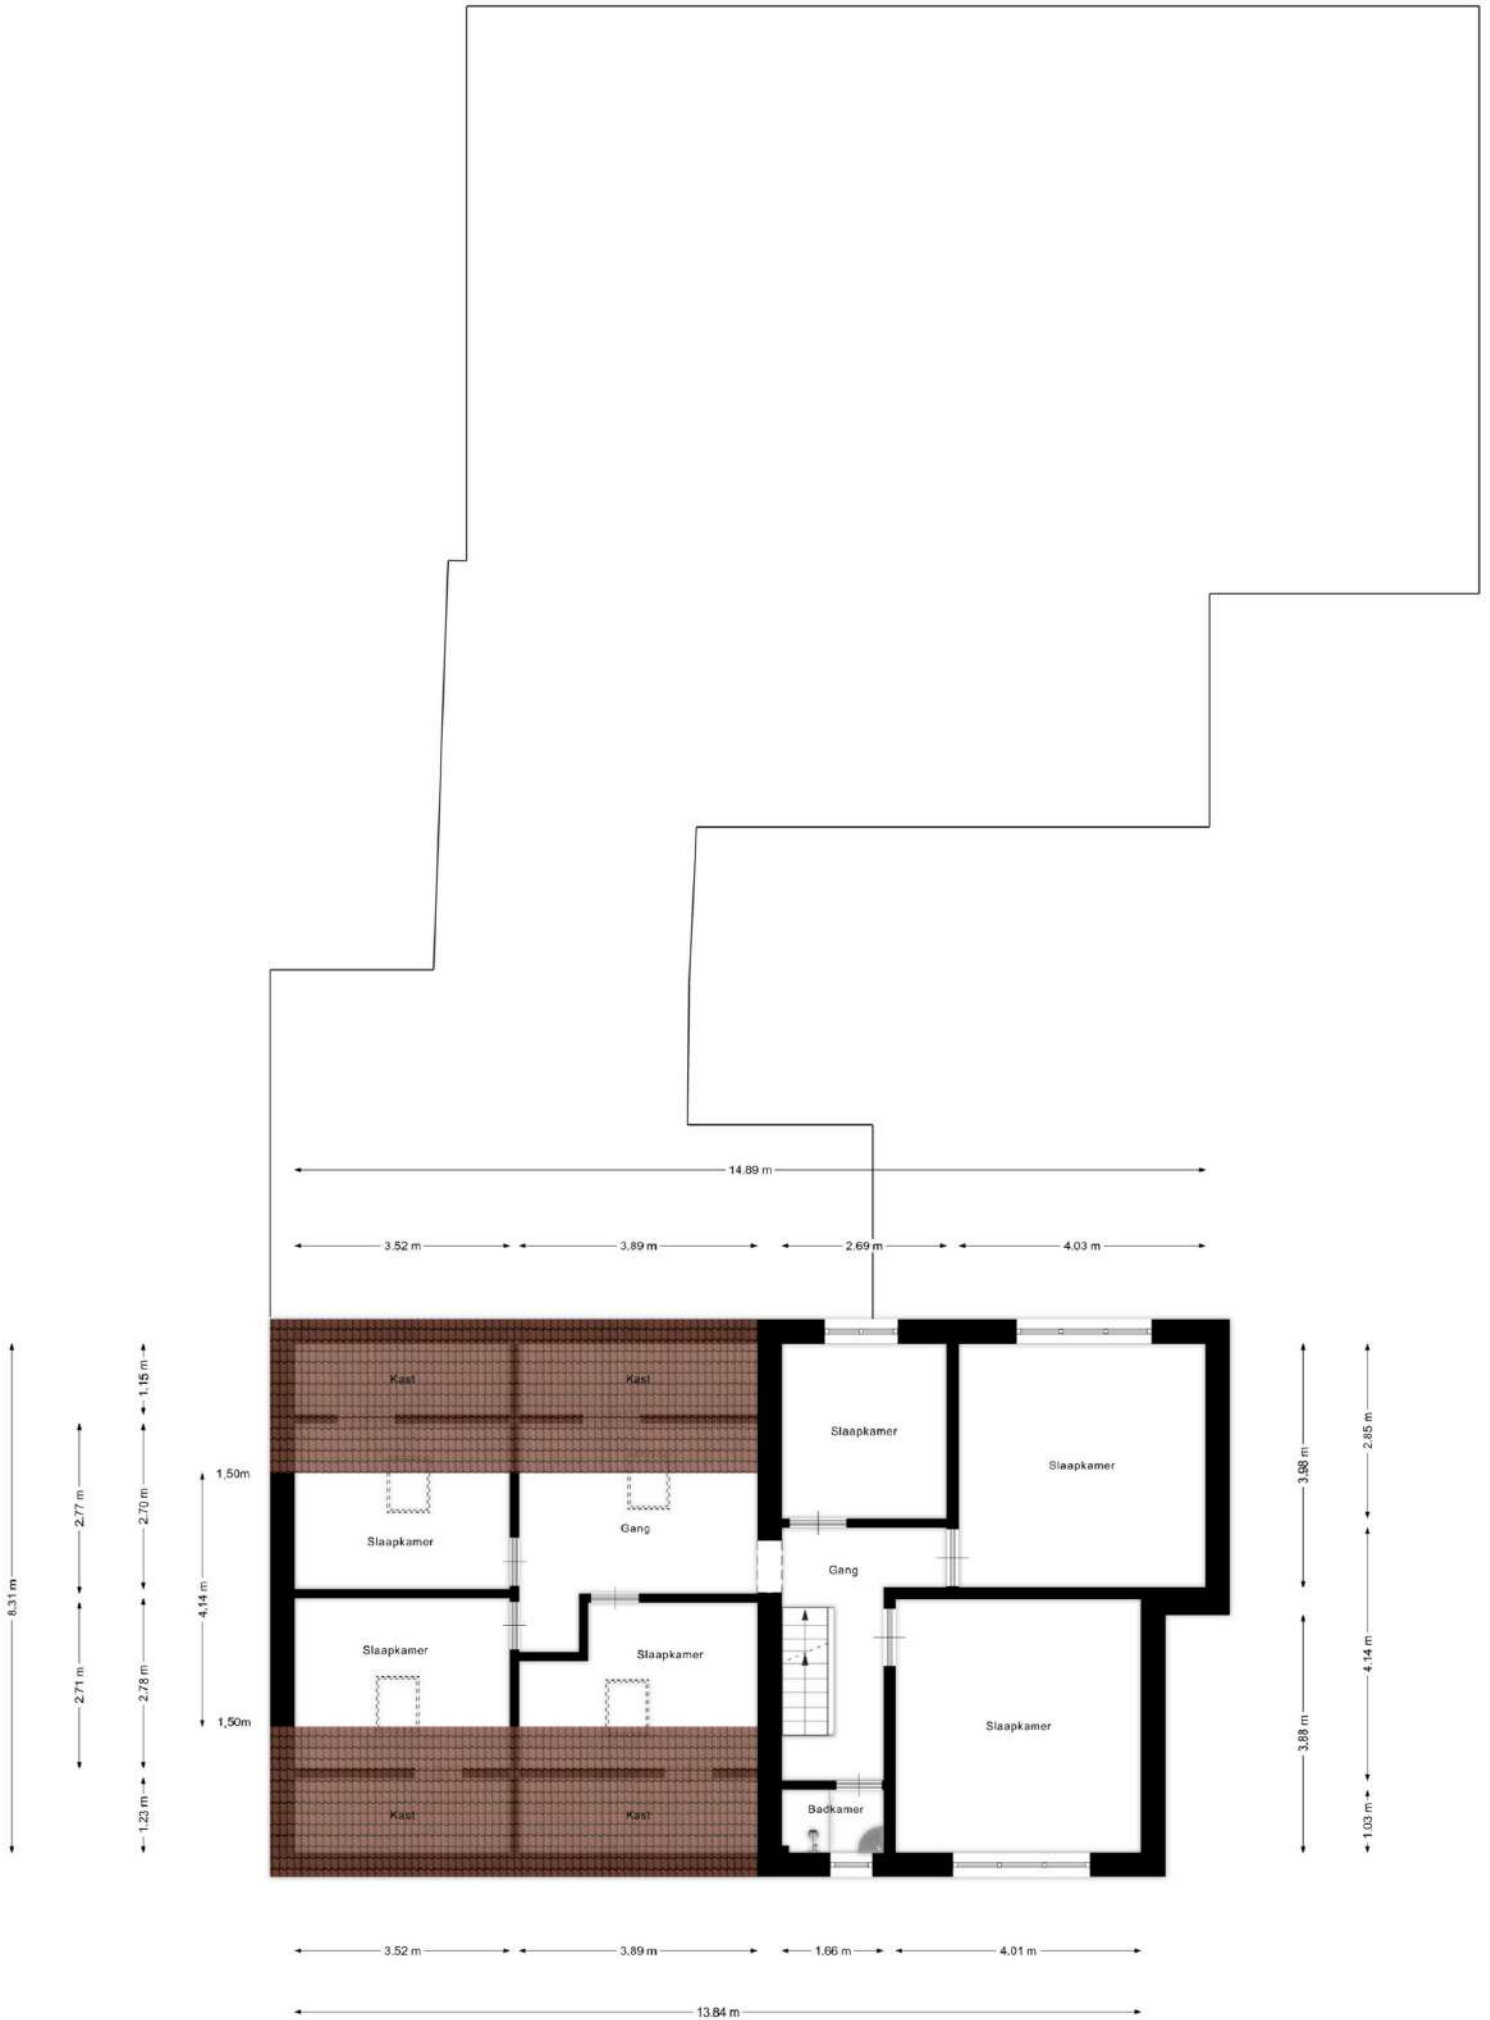 14.89 m
3.52 m
3.89 m
2.69 m
4.03 m
Kast
Kast
Slaapkamer
Slaapkamer
1,50m
Slaapkamer
Gang
Gang
Slaapkamer
Slaapkamer
Slaapkamer
1,50m
Kast
Kast
Badkamer
8.31 m
2.77 m
2.71 m
1.15 m
2.70 m
2.78 m
1.23 m
4.14 m
3.98 m
3.88 m
2.85 m
4.14 m
1.03 m
3.52 m
3.89 m
1.66 m
4.01 m
13.84 m